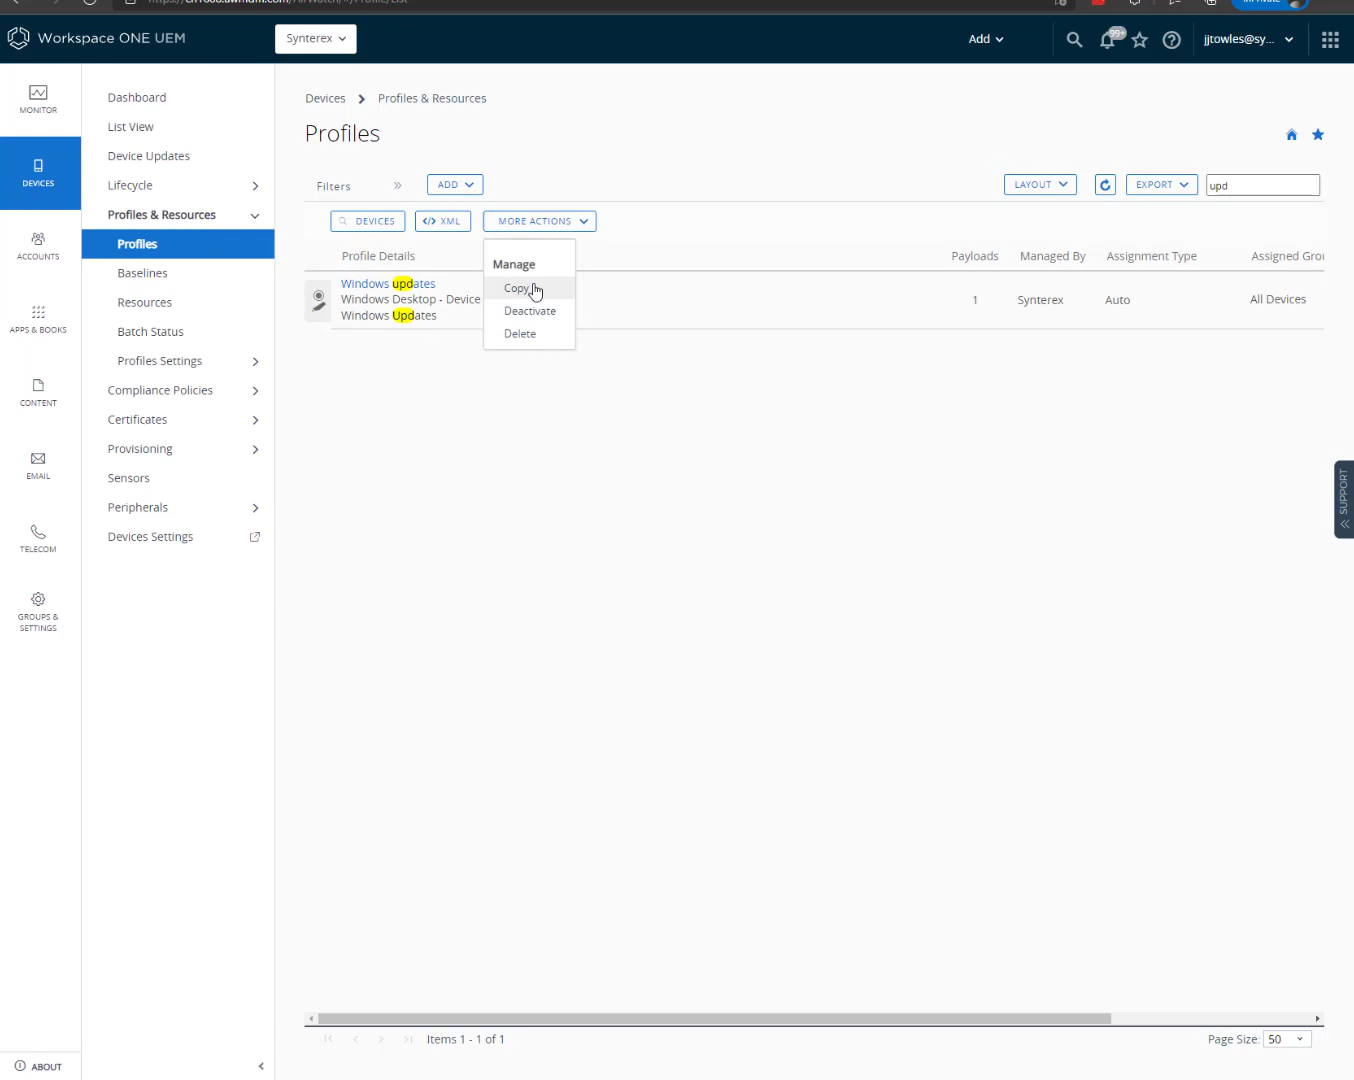 Workspace ONE UEM
Synterex
Add
99+
jjtowles@sy...
MONITOR
DEVICES
ACCOUNTS
APPS & BOOKS
CONTENT
EMAIL
TELECOM
GROUPS &
SETTINGS
ABOUT
Dashboard
List View
Device Updates
Lifecycle
Profiles & Resources
Profiles
Baselines
Resources
Batch Status
Profiles Settings
Compliance Policies
Certificates
Provisioning
Sensors
Peripherals
Devices Settings
Devices
Profiles & Resources
Profiles
Filters
ADD
LAYOUT
EXPORT
upd
DEVICES
XML
MORE ACTIONS
Manage
Copy
Deactivate
Delete
Profile Details
Payloads
Managed By
Assignment Type
Assigned Grou
Windows updates
Windows Desktop - Device
Windows Updates
1
Synterex
Auto
All Devices
SUPPORT
Items 1 - 1 of 1
Page Size: 50